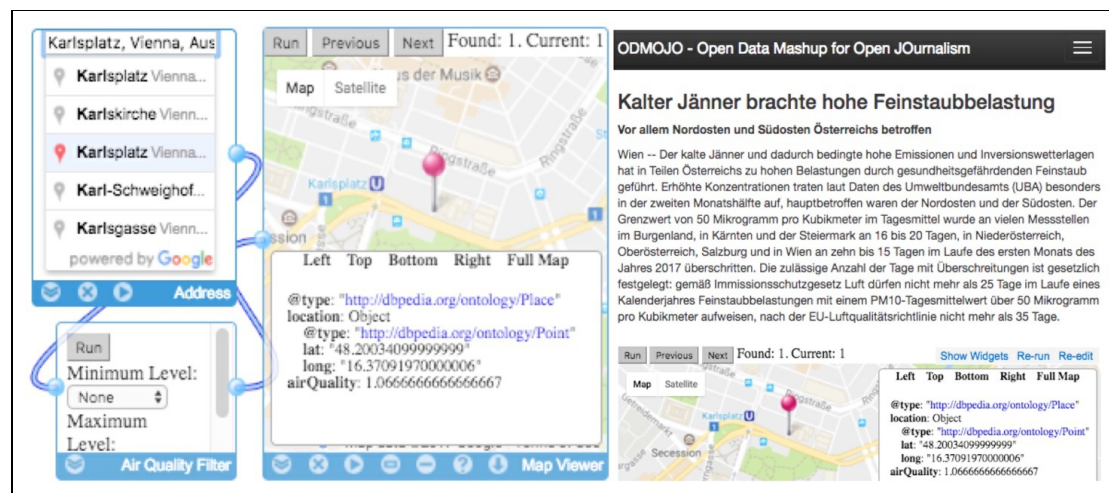 Karlsplatz, Vienna, Aus
Karlsplatz Vienna...
Karlskirche Vienn...
Karlsplatz Vienna...
Karl-Schweighof...
Karlsgasse Vienn...
powered by Google
Address
Run
Minimum Level:
None
Maximum
Level:
Air Quality Filter
Run Previous Next Found: 1. Current: 1
us der Musik
Map Satellite
Ringstraße
Ringstraße
Karlsplatz U
1
1
ssion
Left Top Bottom Right Full Map
@type: "http://dbpedia.org/ontology/Place"
location: Object
@type: "http://dbpedia.org/ontology/Point"
lat: "48.20034099999999"
long: "16.37091970000006"
airQuality: 1.0666666666666667
Map Viewer
ODMOJO - Open Data Mashup for Open JOurnalism
Kalter Jänner brachte hohe Feinstaubbelastung
Vor allem Nordosten und Südosten Österreichs betroffen
Wien -- Der kalte Jänner und dadurch bedingte hohe Emissionen und Inversionswetterlagen
hat in Teilen Österreichs zu hohen Belastungen durch gesundheitsgefährdenden Feinstaub
geführt. Erhöhte Konzentrationen traten laut Daten des Umweltbundesamts (UBA) besonders
in der zweiten Monatshälfte auf, hauptbetroffen waren der Nordosten und der Südosten. Der
Grenzwert von 50 Mikrogramm pro Kubikmeter im Tagesmittel wurde an vielen Messstellen
im Burgenland, in Kärnten und der Steiermark an 16 bis 20 Tagen, in Niederösterreich,
Oberösterreich, Salzburg und in Wien an zehn bis 15 Tagen im Laufe des ersten Monats des
Jahres 2017 überschritten. Die zulässige Anzahl der Tage mit Überschreitungen ist gesetzlich
festgelegt: gemäß Immissionsschutzgesetz Luft dürfen nicht mehr als 25 Tage im Laufe eines
Kalenderjahres Feinstaubbelastungen mit einem PM10-Tagesmittelwert über 50 Mikrogramm
pro Kubikmeter aufweisen, nach der EU-Luftqualitätsrichtlinie nicht mehr als 35 Tage.
Run Previous Next Found: 1. Current: 1
Show Widgets Re-run Re-edit
Map Satellite
Karlsplatz U
1
Secession
Left Top Bottom Right Full Map
@type: "http://dbpedia.org/ontology/Place"
location: Object
@type: "http://dbpedia.org/ontology/Point"
lat: "48.20034099999999"
long: "16.37091970000006"
airQuality: 1.0666666666666667